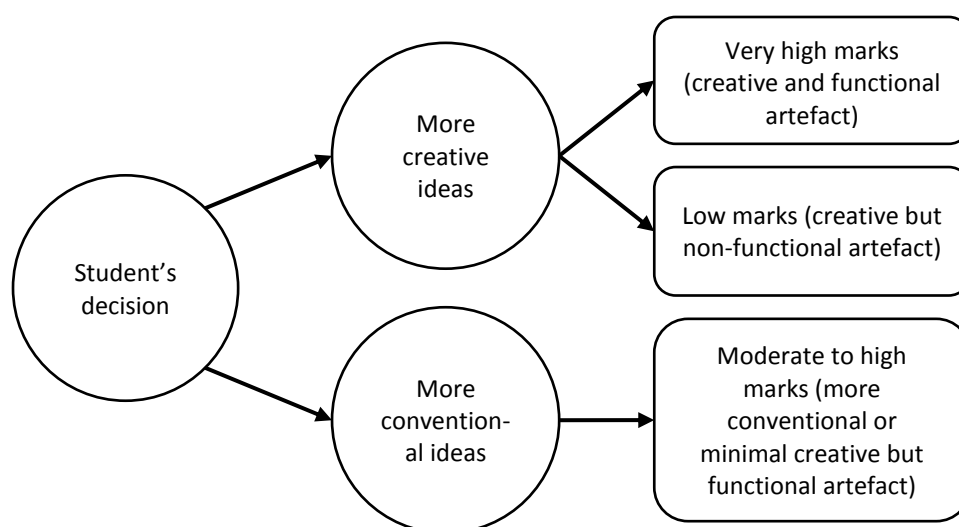 Student’s
decision
More
creative
ideas
More
convention-
al ideas
Very high marks
(creative and functional
artefact)
Low marks (creative but
non-functional artefact)
Moderate to high
marks (more
conventional or
minimal creative but
functional artefact)